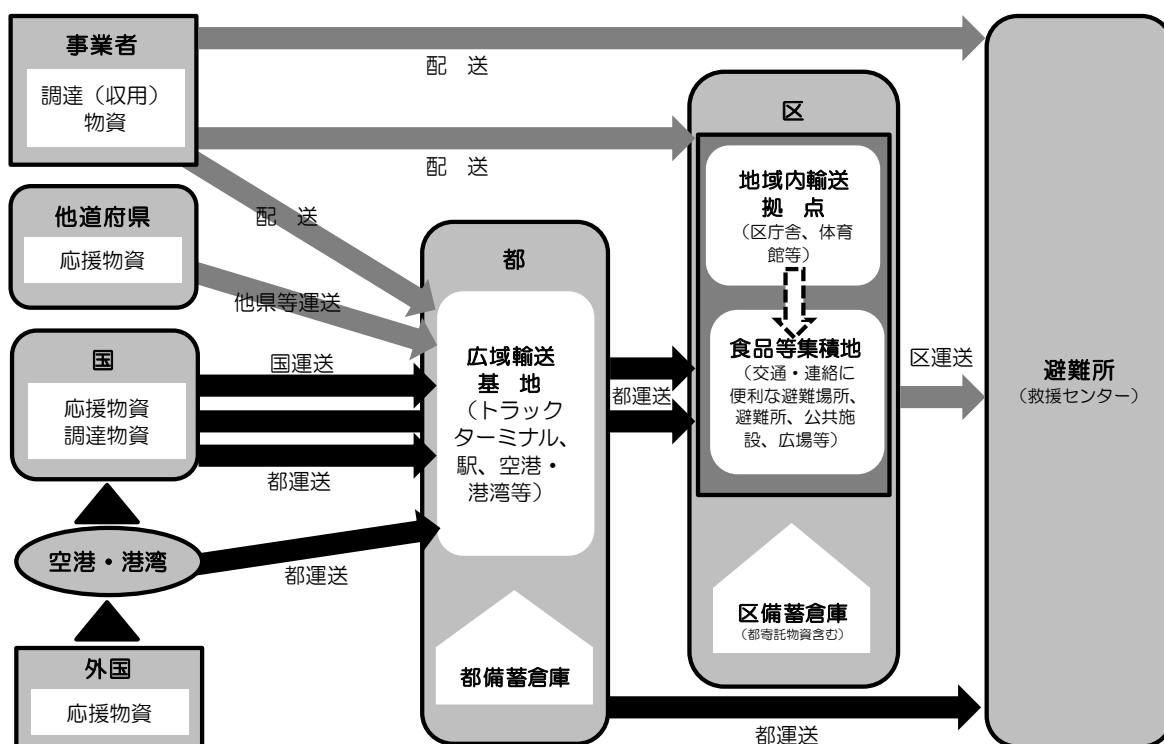 事業者
調達（収用）
物資
配　送
配　送
配　送
他道府県
応援物資
他県等運送
国
応援物資
調達物資
国運送
都運送
空港・港湾
都運送
外国
応援物資
都
広域輸送
基　地
（トラック
ターミナル、
駅、空港・
港湾等）
都備蓄倉庫
都運送
都運送
区
地域内輸送
拠　点
（区庁舎、体育
館等）
食品等集積地
（交通・連絡に
便利な避難場所、
避難所、公共施
設、広場等）
区備蓄倉庫
（都寄託物資含む）
区運送
避難所
（救援センター）